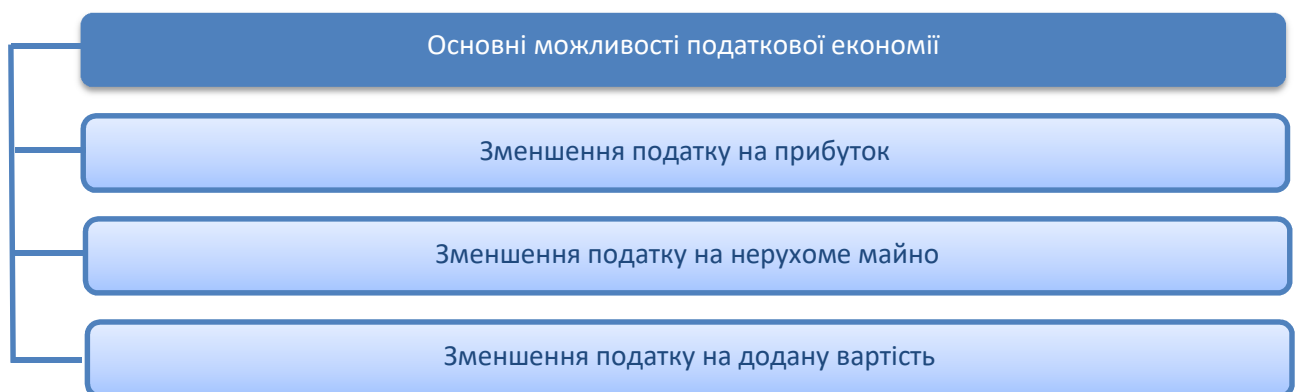 Основні можливості податкової економії
Зменшення податку на прибуток
Зменшення податку на нерухоме майно
Зменшення податку на додану вартість